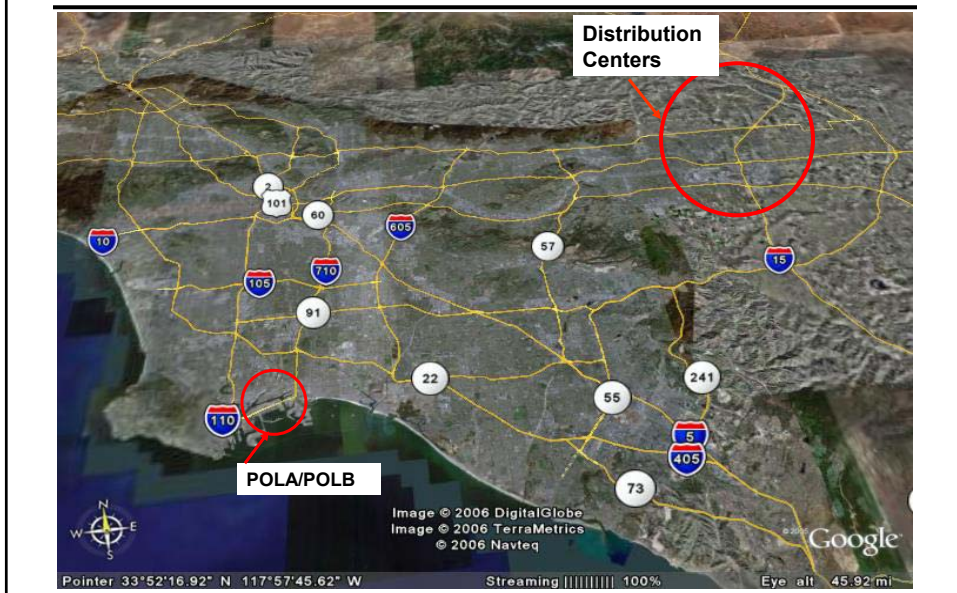 Distribution
Centers
2
101
60
605
10
57
15
105
710
91
22
241
55
110
5
405
73
POLA/POLB
N
W
E
S
Image © 2006 DigitalGlobe
Image © 2006 TerraMetrics
© 2006 Navteq
Google
Pointer 33°52'16.92" N 117°57'45.62" W
Streaming |||||||||| 100%
Eye alt 45.92 mi